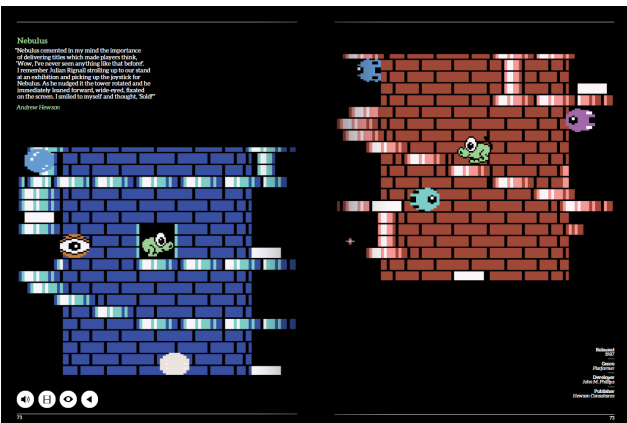 Nebulus
"Nebulus cemented in my mind the importance
of delivering titles which made players think,
'Wow, I've never seen anything like that before!'.
I remember Julian Rignall strolling up to our stand
at an exhibition and picking up the joystick for
Nebulus. As he nudged it the tower rotated and he
immediately leaned forward, wide-eyed, fixated
on the screen. I smiled to myself and thought, 'Sold!'"
Andrew Hewson
Released
1987
Genre
Platformer
Developer
John M. Phillips
Publisher
Hewson Consultants
73
73